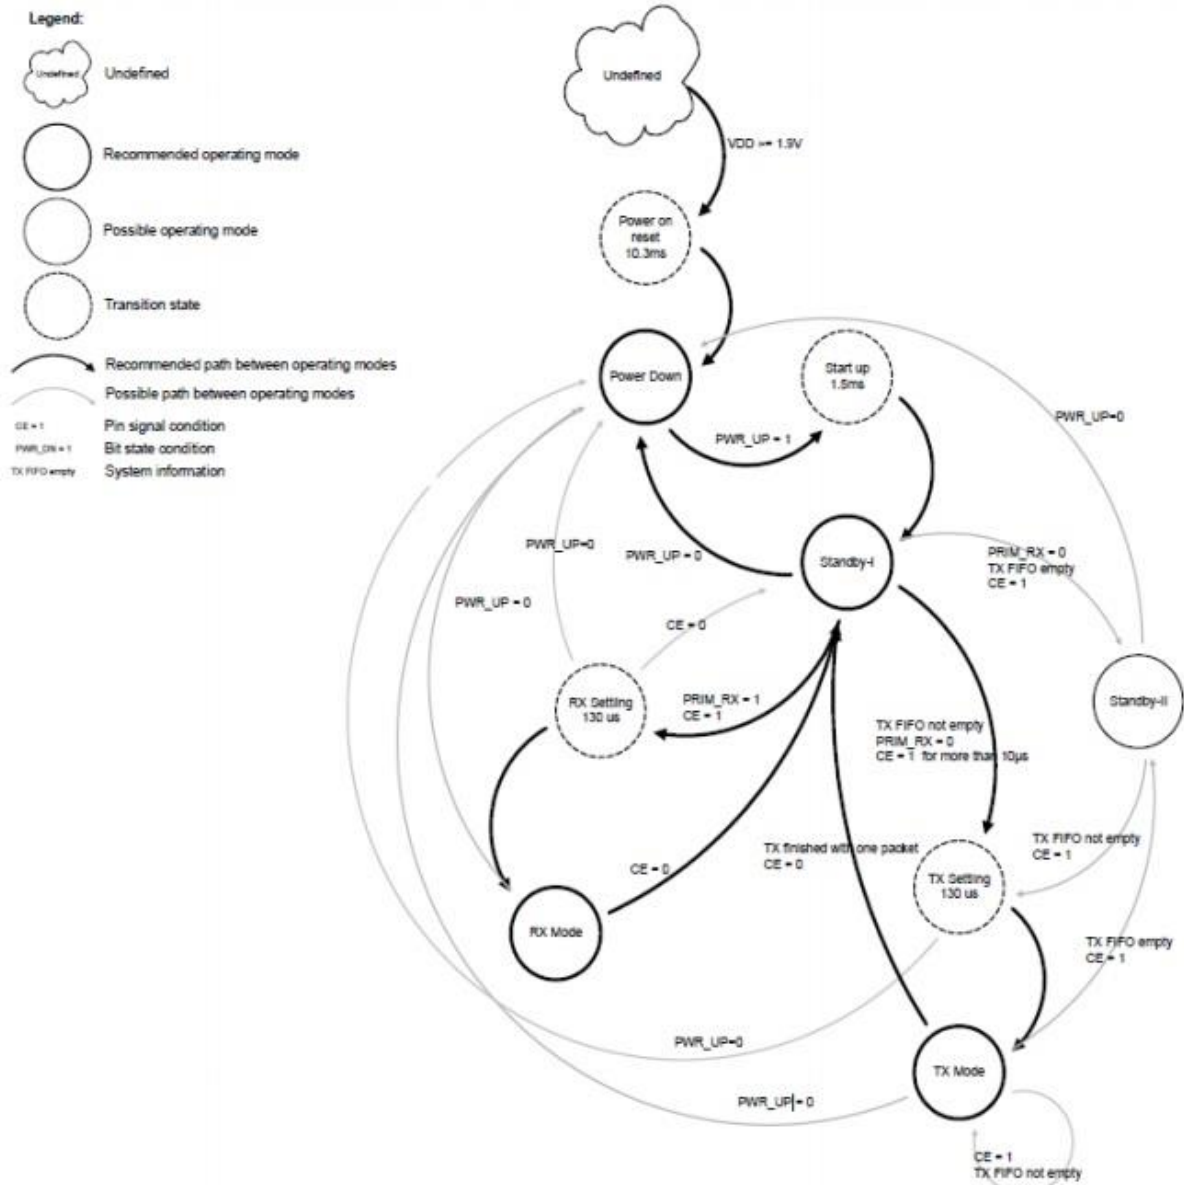 Legend:
Undefined
Undefined
Recommended operating mode
Possible operating mode
Transition state
Recommended path between operating modes
Possible path between operating modes
CE = 1
Pin signal condition
PWR_DN = 1
Bit state condition
TX FIFO empty
System information
Undefined
VDD >= 1.9V
Power on
reset
10.3ms
Power Down
Start up
1.5ms
PWR_UP=0
PWR_UP = 1
PWR_UP=0
PWR_UP = 0
Standby-I
PRIM_RX = 0
TX FIFO empty
CE = 1
PWR_UP = 0
CE = 0
RX Settling
130 us
PRIM_RX = 1
CE = 1
Standby-II
TX FIFO not empty
PRIM_RX = 0
CE = 1 for more than 10µs
TX FIFO not empty
CE = 1
CE = 0
TX finished with one packet
CE = 0
TX Settling
130 us
RX Mode
TX FIFO empty
CE = 1
PWR_UP=0
TX Mode
PWR_UP = 0
CE = 1
TX FIFO not empty